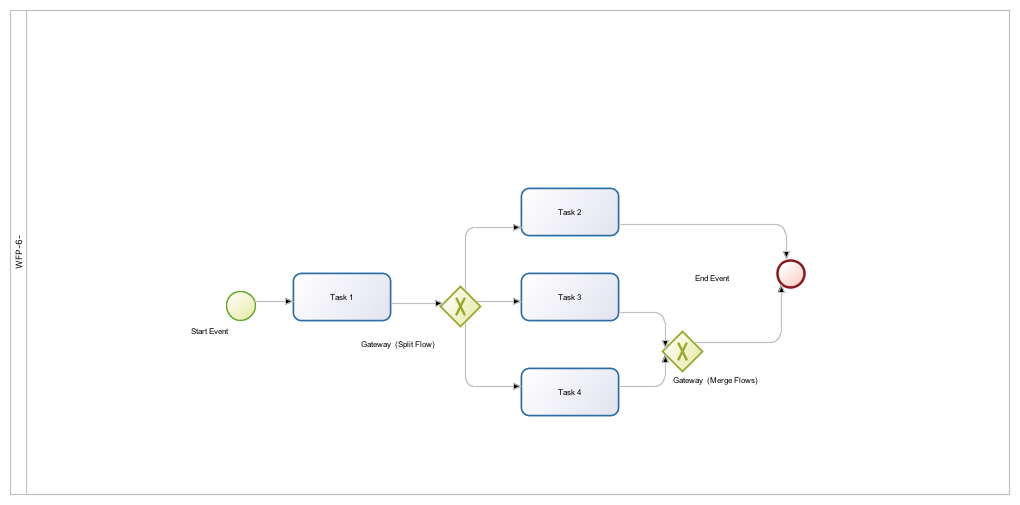 WFP-6-
Task 2
End Event
Task 1
Task 3
Start Event
Gateway (Split Flow)
Gateway (Merge Flows)
Task 4